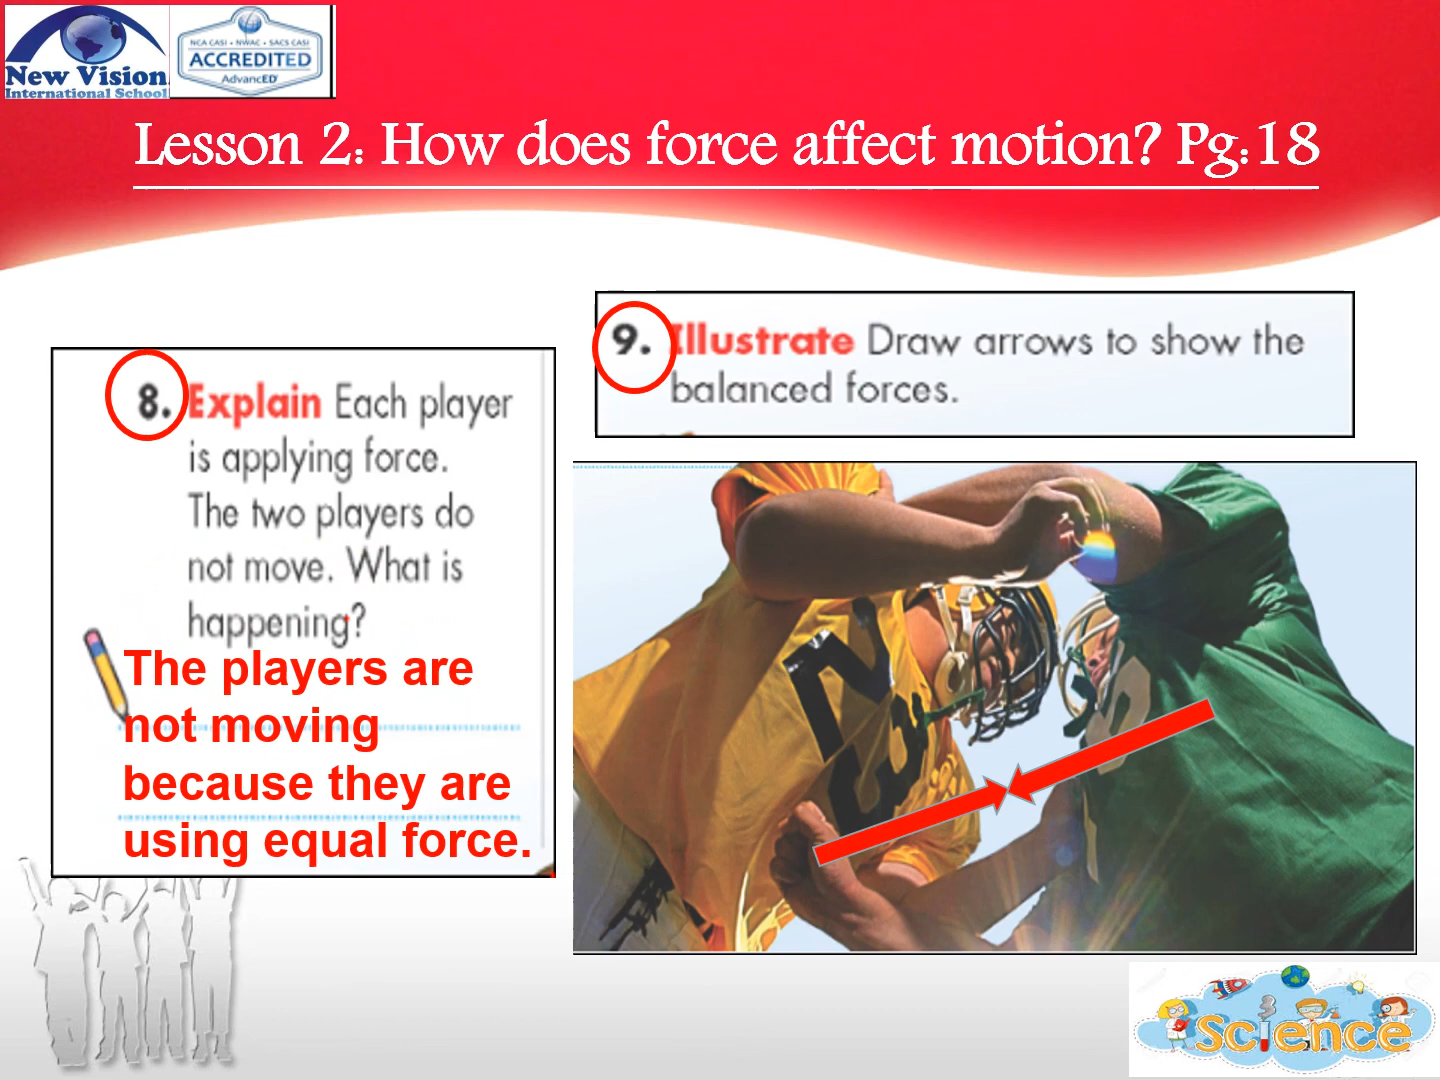 New Vision
International School
NCA CASI • NWAC • SACS CASI
ACCREDITED
AdvancED
Lesson 2: How does force affect motion? Pg:18
8. Explain Each player
is applying force.
The two players do
not move. What is
happening?
The players are
not moving
because they are
using equal force.
9. Illustrate Draw arrows to show the
balanced forces.
Science